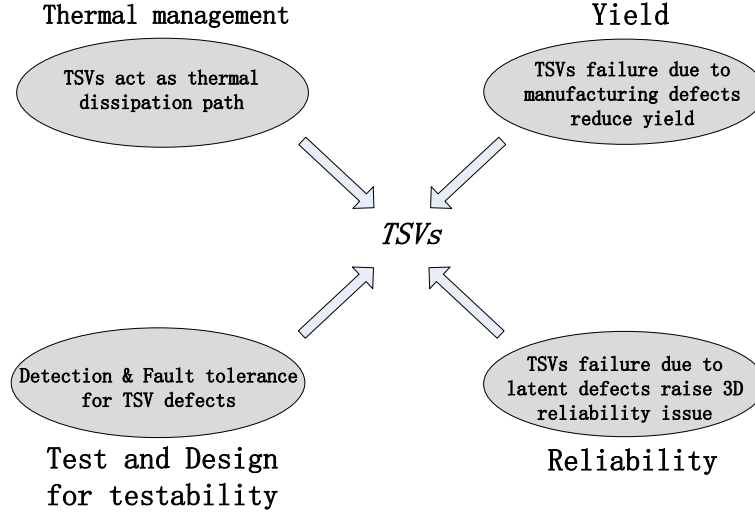 Thermal management
Yield
TSVs act as thermal
dissipation path
TSVs failure due to
manufacturing defects
reduce yield
TSVs
Detection & Fault tolerance
for TSV defects
TSVs failure due to
latent defects raise 3D
reliability issue
Test and Design
for testability
Reliability